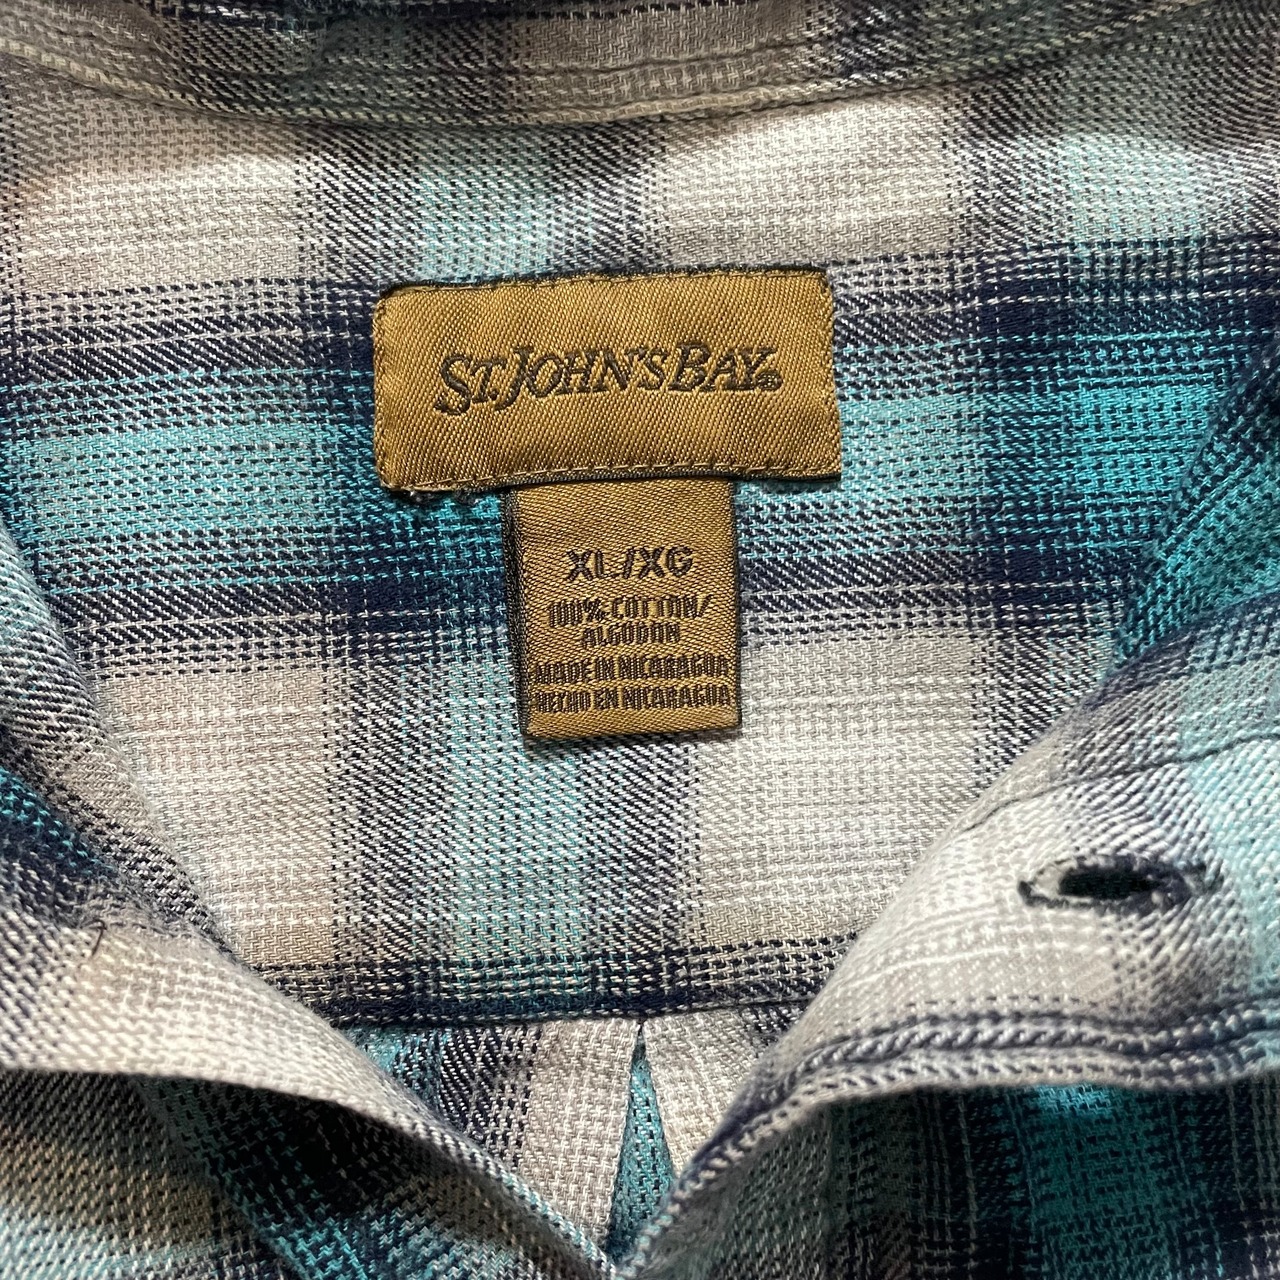 ST. JOHN'S BAY®
XL/XG
100% COTTON/
ALGODON
MADE IN NICARAGUA
HECHO EN NICARAGUA